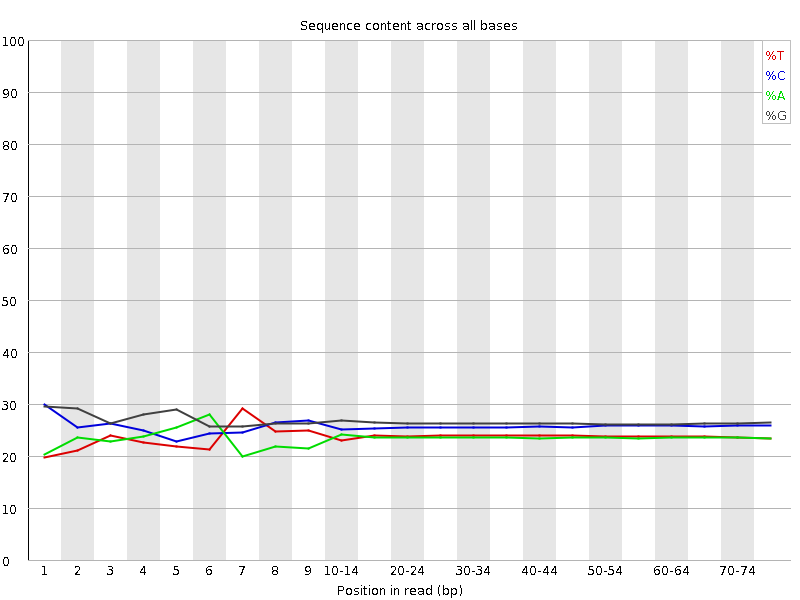 Sequence content across all bases
100
90
80
70
60
50
40
30
20
10
0
%T
%C
%A
%G
1 2 3 4 5 6 7 8 9 10-14 20-24 30-34 40-44 50-54 60-64 70-74
Position in read (bp)